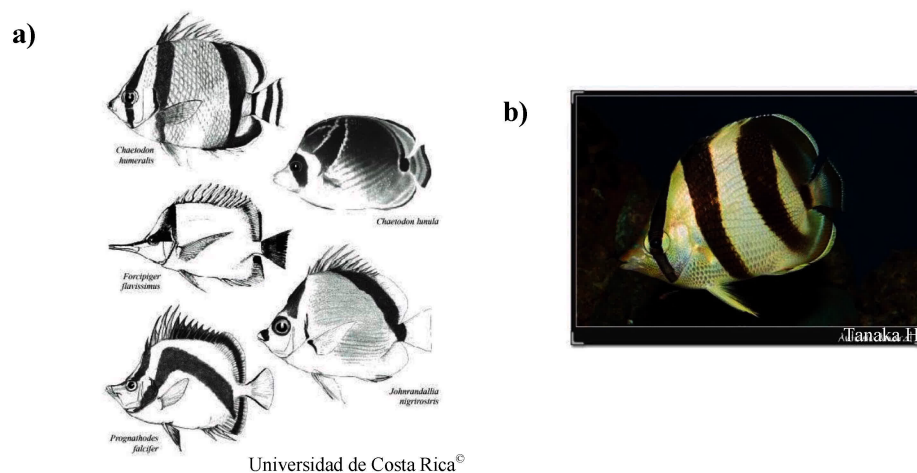 a)
Chaetodon
humeralis
Chaetodon lunula
Forcipiger
flavissimus
Johnrandallia
nigrirostris
Prognathodes
falcifer
Universidad de Costa Rica©
b)
Tanaka H